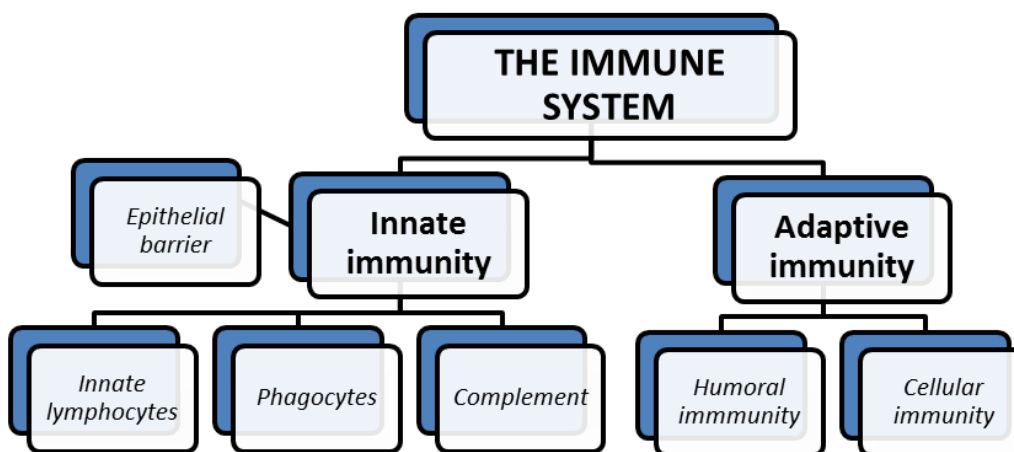 THE IMMUNE
SYSTEM
Epithelial
barrier
Innate
immunity
Adaptive
immunity
Innate
lymphocytes
Phagocytes
Complement
Humoral
immmunity
Cellular
immunity